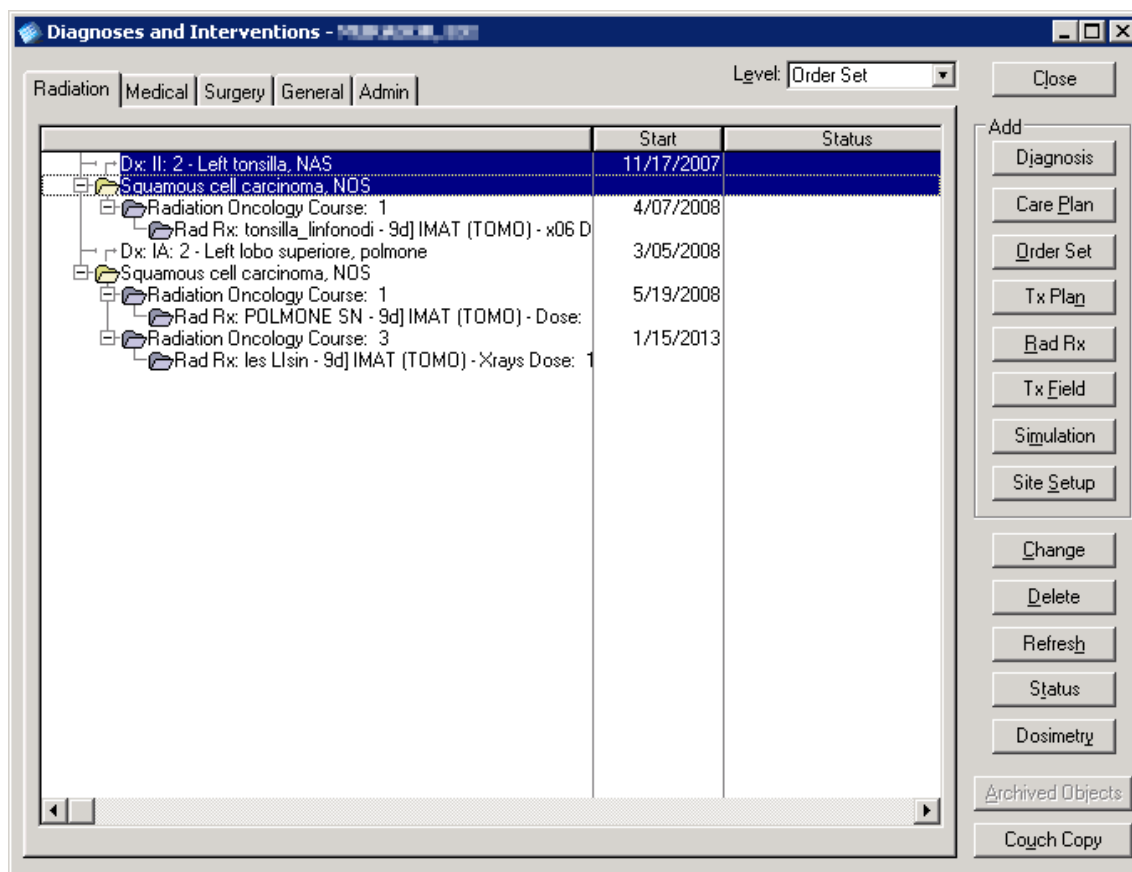 Diagnoses and Interventions -
Radiation Medical Surgery General Admin
Level: Order Set
Close
Start Status
Dx: II: 2 - Left tonsilla, NAS 11/17/2007
Squamous cell carcinoma, NOS
Radiation Oncology Course: 1 4/07/2008
Rad Rx: tonsilla_linfonodi - 9d] IMAT (TOMO) - x06 D
Dx: IA: 2 - Left lobo superiore, polmone 3/05/2008
Squamous cell carcinoma, NOS
Radiation Oncology Course: 1 5/19/2008
Rad Rx: POLMONE SN - 9d] IMAT (TOMO) - Dose:
Radiation Oncology Course: 3 1/15/2013
Rad Rx: les LIsin - 9d] IMAT (TOMO) - Xrays Dose: 1
Add
Diagnosis
Care Plan
Order Set
Tx Plan
Rad Rx
Tx Field
Simulation
Site Setup
Change
Delete
Refresh
Status
Dosimetry
Archived Objects
Couch Copy